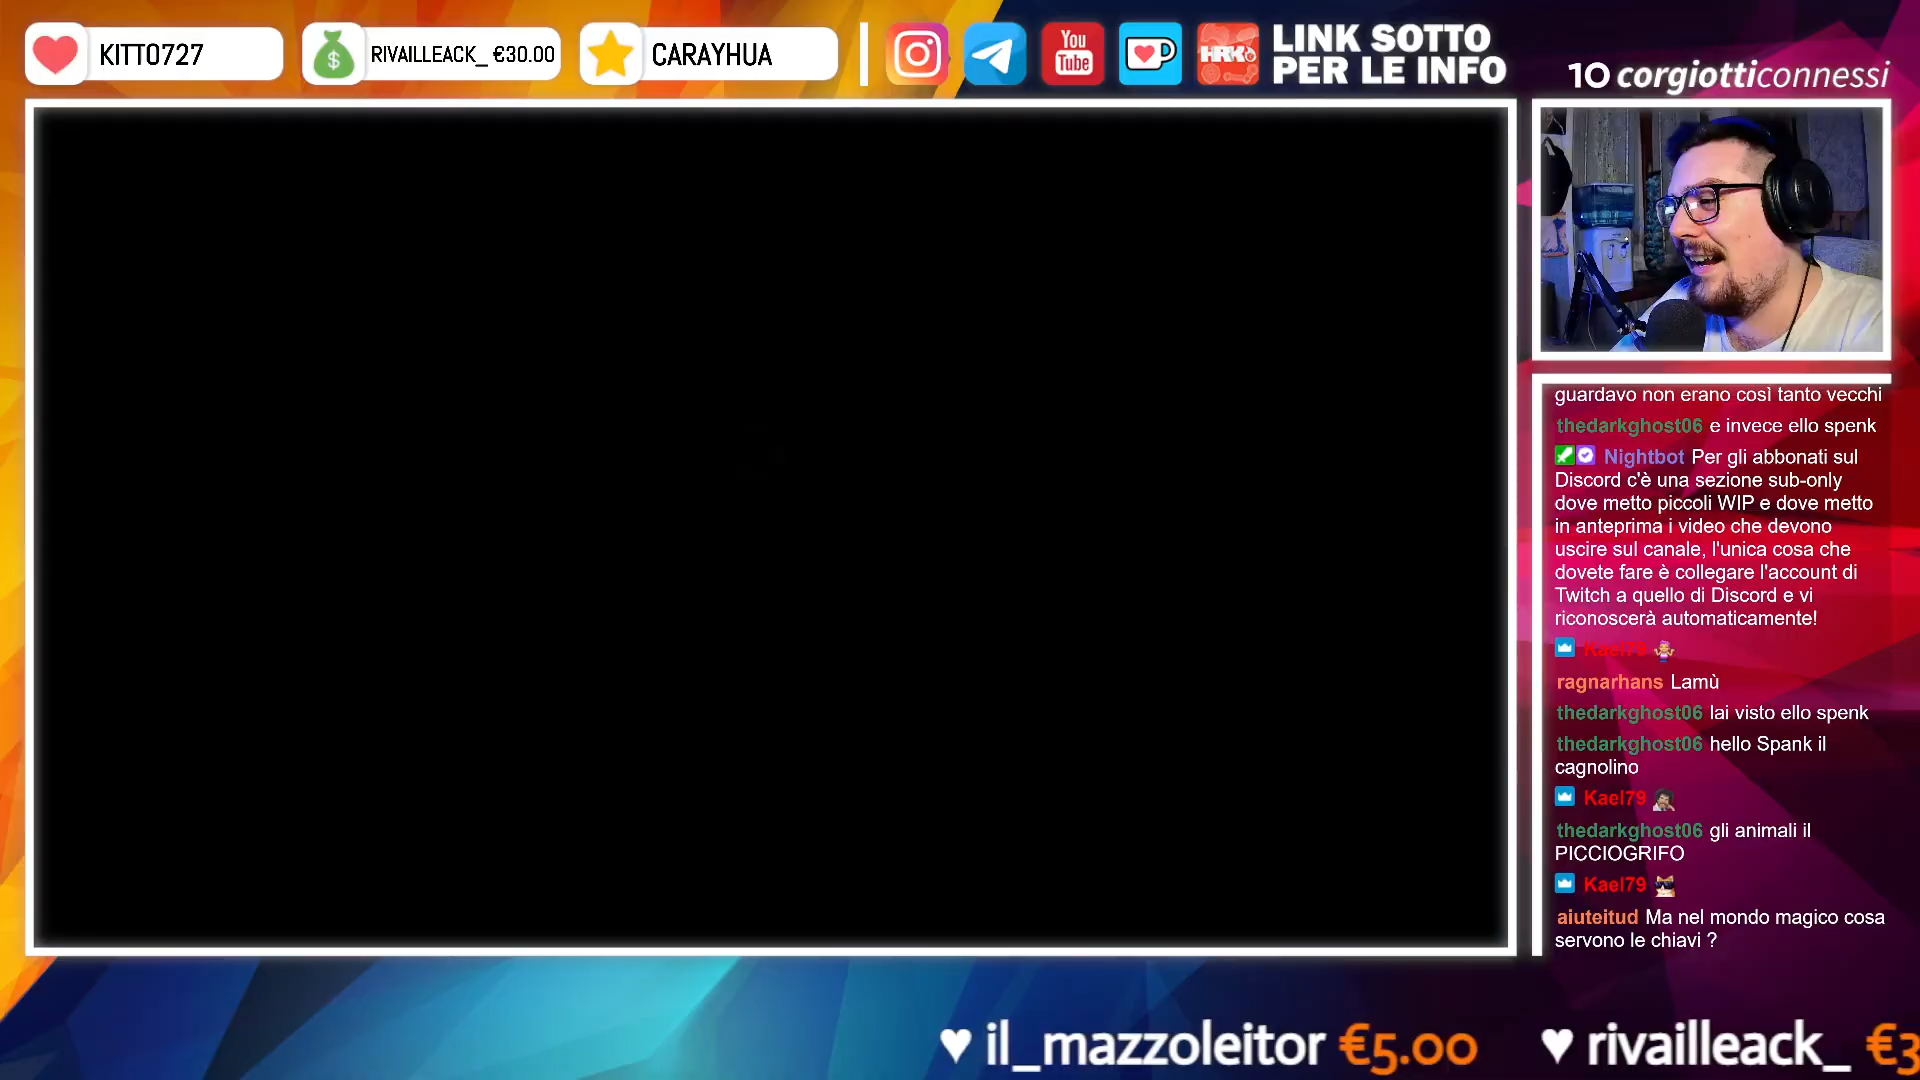 KITTO727
$
RIVAILLEACK_ €30.00
CARAYHUA
You
Tube
HRK
LINK SOTTO
PER LE INFO
10 corgiotticonnessi
guardavo non erano così tanto vecchi
thedarkghost06 e invece ello spenk
Nightbot Per gli abbonati sul
Discord c'è una sezione sub-only
dove metto piccoli WIP e dove metto
in anteprima i video che devono
uscire sul canale, l'unica cosa che
dovete fare è collegare l'account di
Twitch a quello di Discord e vi
riconoscerà automaticamente!
Kael79
ragnarhans Lamù
thedarkghost06 lai visto ello spenk
thedarkghost06 hello Spank il
cagnolino
Kael79
thedarkghost06 gli animali il
PICCIOGRIFO
Kael79
aiuteitud Ma nel mondo magico cosa
servono le chiavi ?
♥ il_mazzoleitor €5.00 ♥ rivailleack_ €3